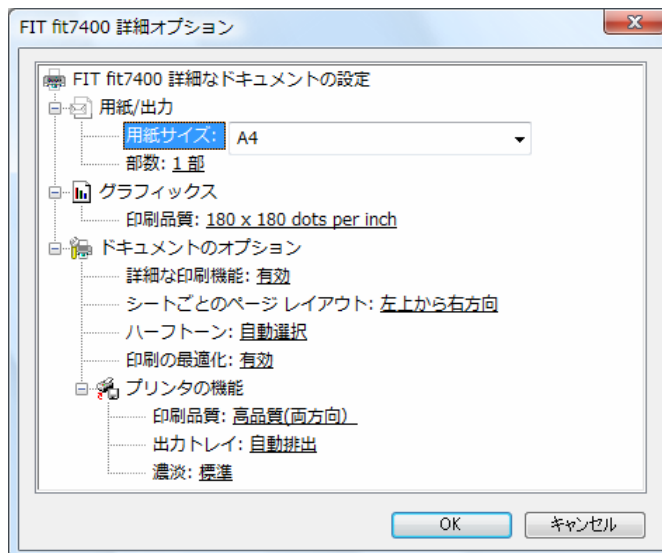 FIT fit7400 詳細オプション
FIT fit7400 詳細なドキュメントの設定
用紙/出力
用紙サイズ: A4
部数: 1 部
グラフィックス
印刷品質: 180 x 180 dots per inch
ドキュメントのオプション
詳細な印刷機能: 有効
シートごとのページ レイアウト: 左上から右方向
ハーフトーン: 自動選択
印刷の最適化: 有効
プリンタの機能
印刷品質: 高品質(両方向）
出力トレイ: 自動排出
濃淡: 標準
OK キャンセル